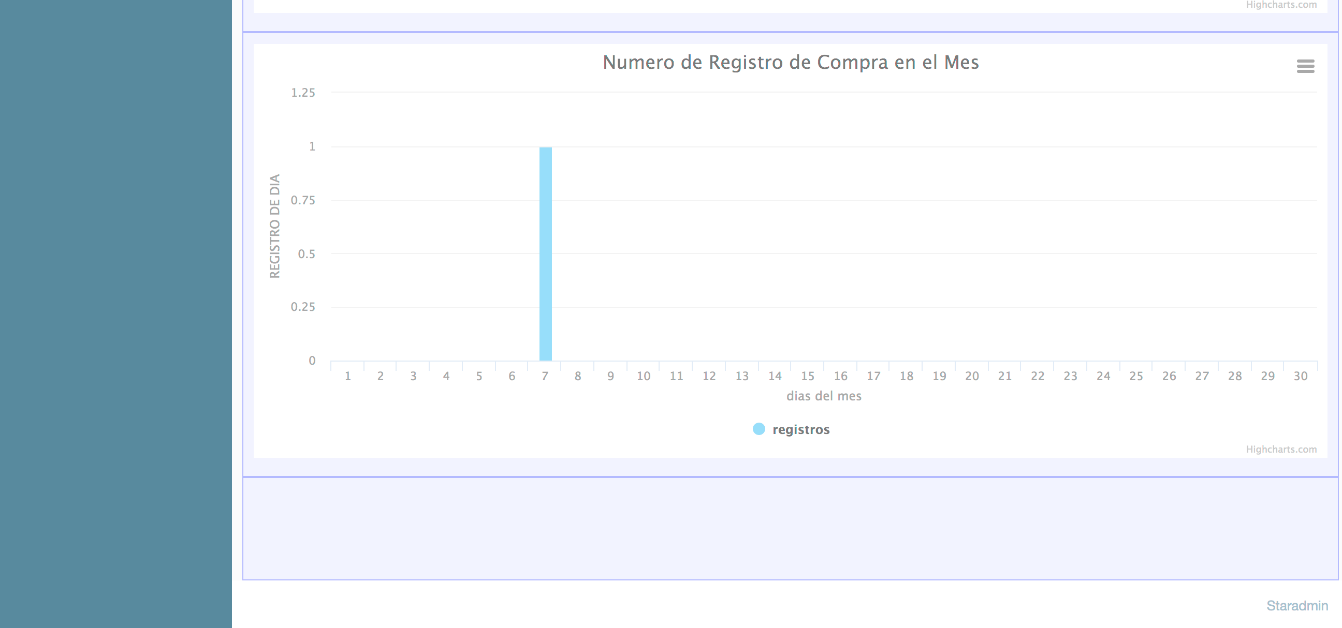 Highcharts.com
Numero de Registro de Compra en el Mes
1.25
1
0.75
0.5
0.25
0
REGISTRO DE DIA
1 2 3 4 5 6 7 8 9 10 11 12 13 14 15 16 17 18 19 20 21 22 23 24 25 26 27 28 29 30
dias del mes
registros
Highcharts.com
Staradmin